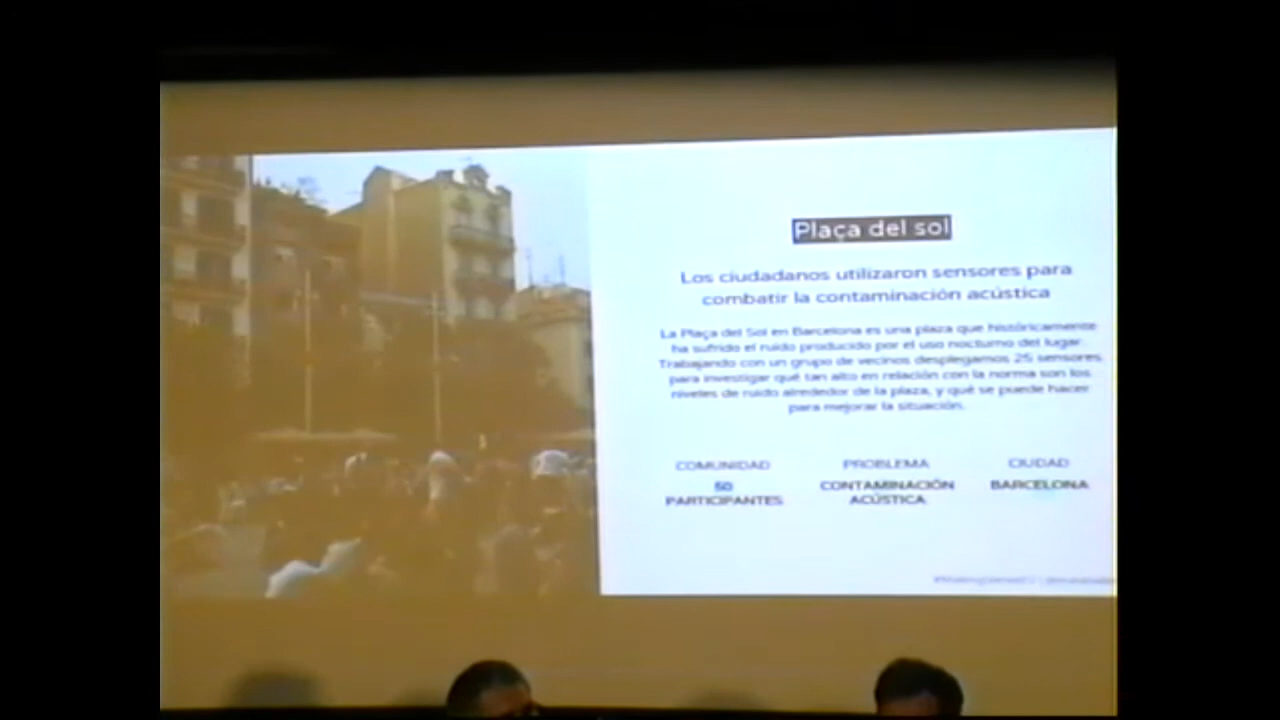 Plaça del sol
Los ciudadanos utilizaron sensores para
combatir la contaminación acústica
La Plaça del Sol en Barcelona es una plaza que históricamente
ha sufrido el ruido producido por el uso nocturno del lugar.
Trabajando con un grupo de vecinos desplegamos 25 sensores
para investigar qué tan alto en relación con la norma son los
niveles de ruido alrededor de la plaza, y qué se puede hacer
para mejorar la situación.
COMUNIDAD PROBLEMA CIUDAD
50 CONTAMINACIÓN BARCELONA
PARTICIPANTES ACÚSTICA